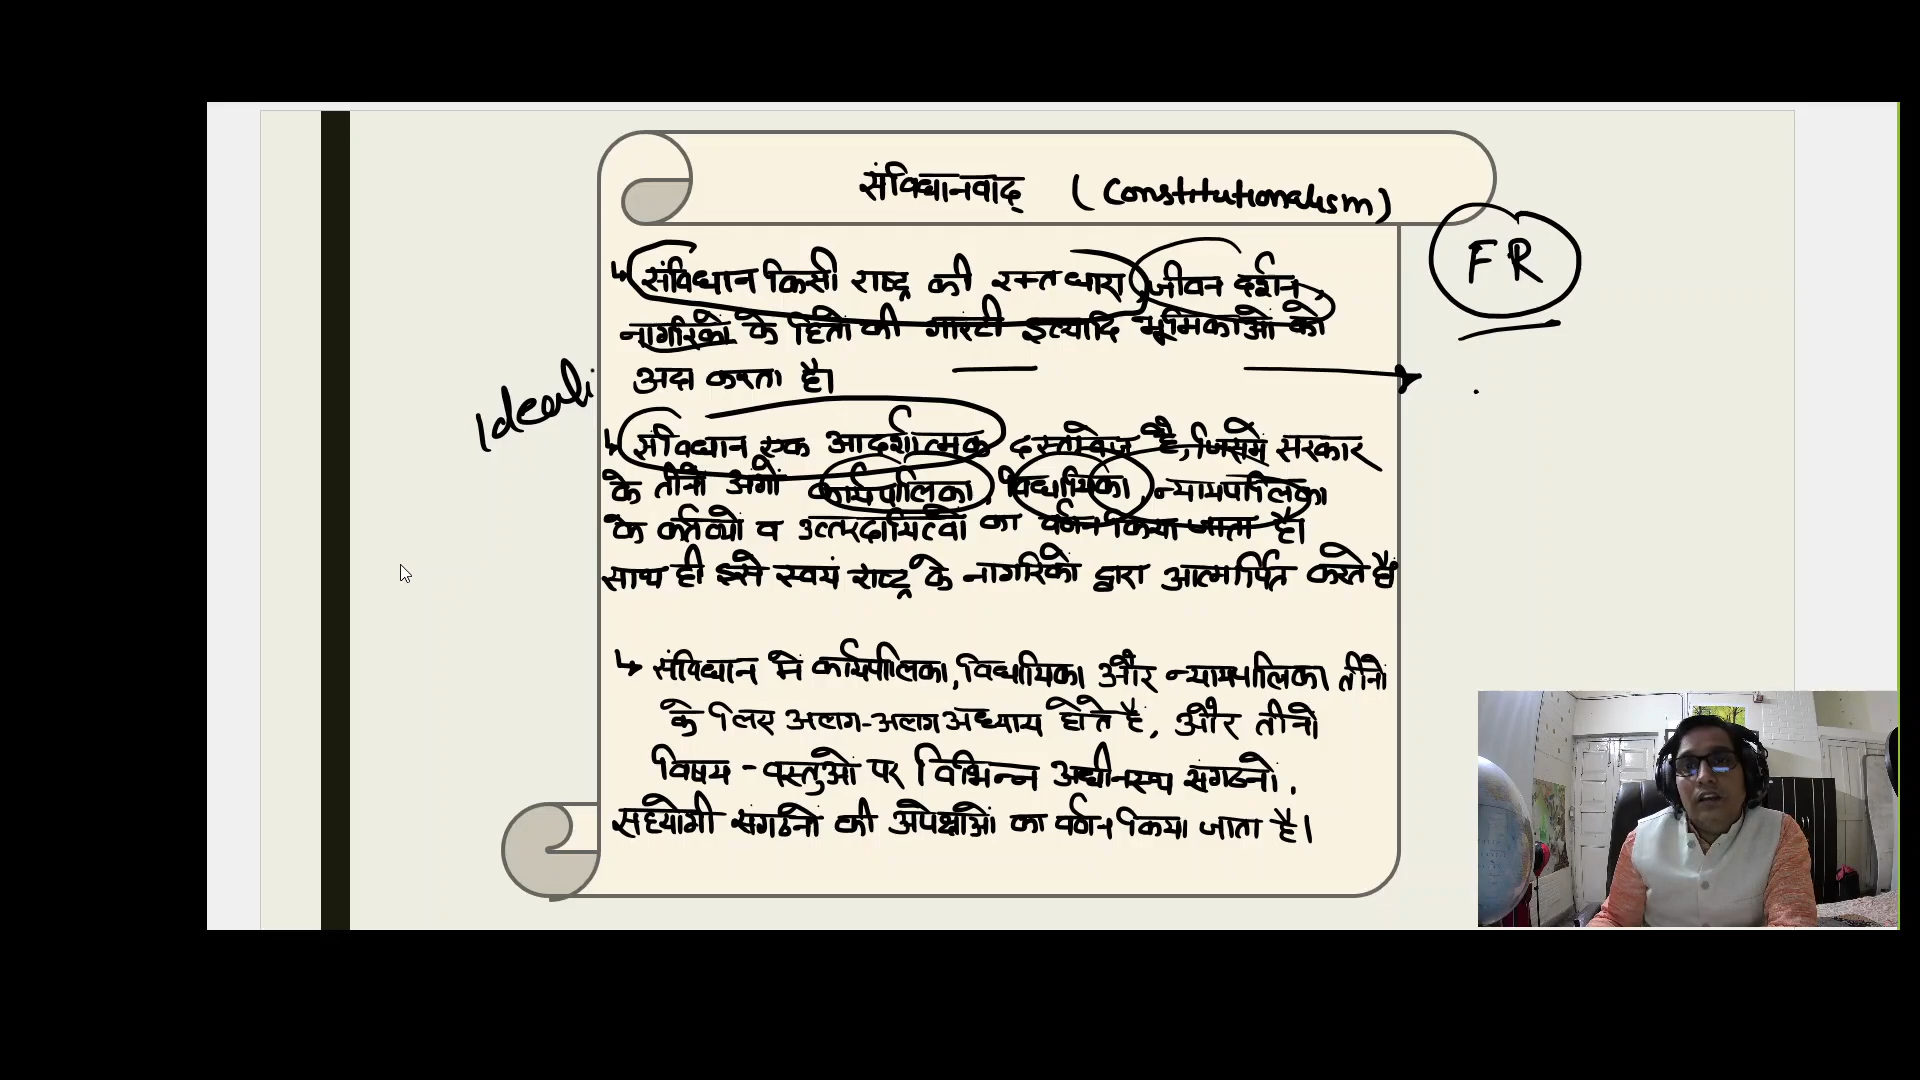 संविधानवाद (Constitutionalism)
FR
↳ संविधान किसी राष्ट्र की रक्तधारा, जीवन दर्शन,
नागरिको के हितो की गारंटी इत्यादि भूमिकाओ को
अदा करता है।
↳ संविधान एक आदर्शात्मक दस्तावेज है, जिसमे सरकार
के तीनो अंगो कार्यपालिका, विधायिका, न्यायपालिका
के कर्तव्यो व उत्तरदायित्वो का वर्णन किया जाता है।
साथ ही इसे स्वयं राष्ट्र के नागरिको द्वारा आत्मार्पित करते है
↳ संविधान मे कार्यपालिका, विधायिका और न्यायपालिका तीनो
के लिए अलग-अलग अध्याय होते है, और तीनो
विषय-वस्तुओ पर विभिन्न अधीनस्थ संगठनो,
सहयोगी संगठनो की अपेक्षाओं का वर्णन किया जाता है।